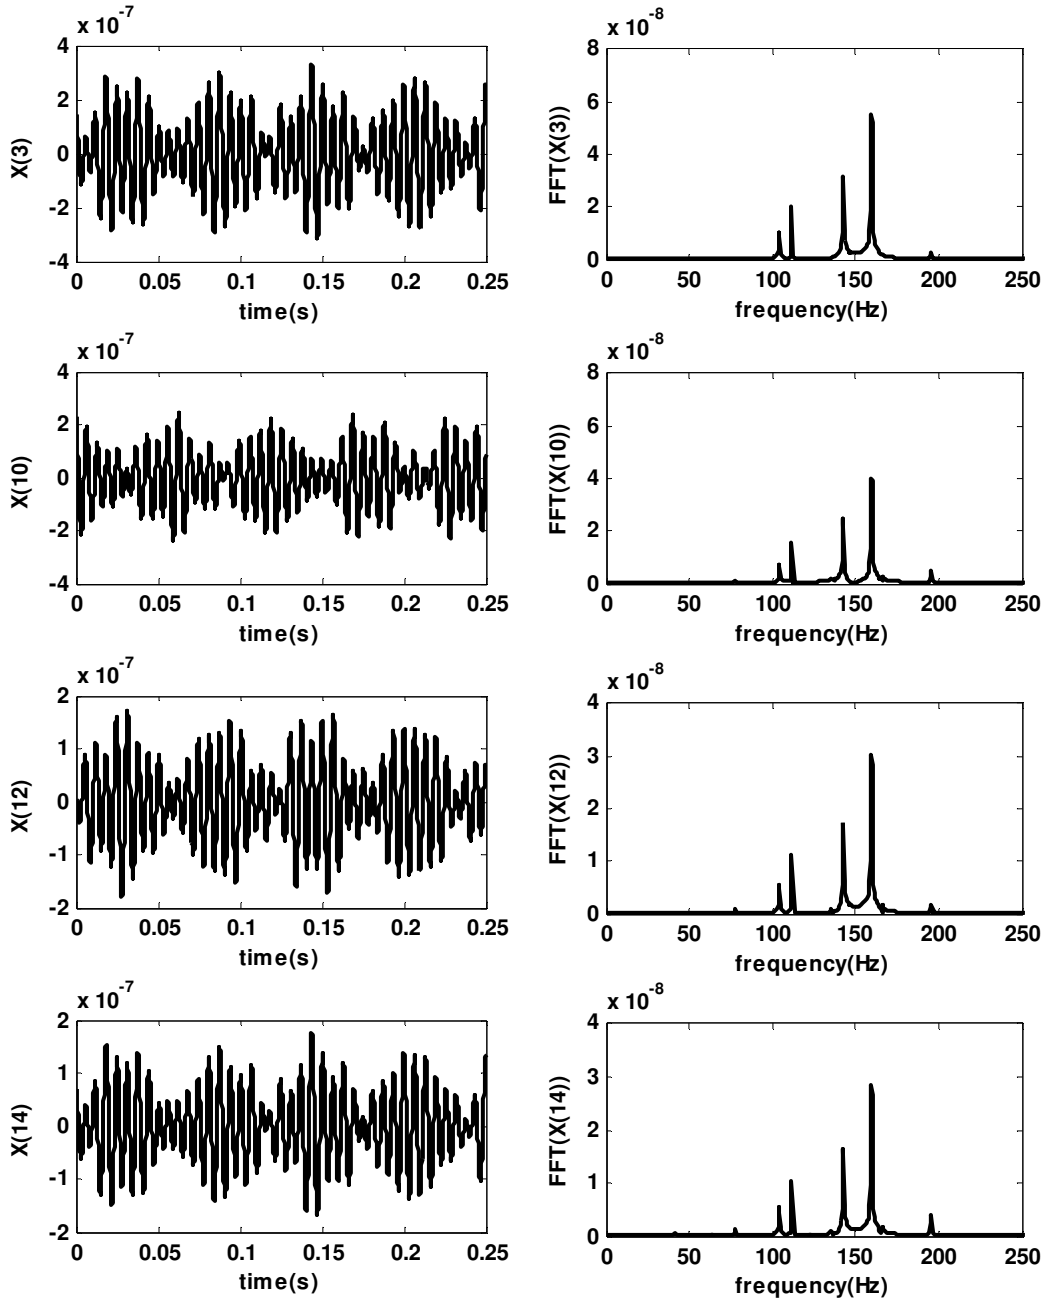 x 10^-7
4
2
0
-2
-4
X(3)
0 0.05 0.1 0.15 0.2 0.25
time(s)
x 10^-8
8
6
4
2
0
FFT(X(3))
0 50 100 150 200 250
frequency(Hz)
x 10^-7
4
2
0
-2
-4
X(10)
0 0.05 0.1 0.15 0.2 0.25
time(s)
x 10^-8
8
6
4
2
0
FFT(X(10))
0 50 100 150 200 250
frequency(Hz)
x 10^-7
2
1
0
-1
-2
X(12)
0 0.05 0.1 0.15 0.2 0.25
time(s)
x 10^-8
4
3
2
1
0
FFT(X(12))
0 50 100 150 200 250
frequency(Hz)
x 10^-7
2
1
0
-1
-2
X(14)
0 0.05 0.1 0.15 0.2 0.25
time(s)
x 10^-8
4
3
2
1
0
FFT(X(14))
0 50 100 150 200 250
frequency(Hz)